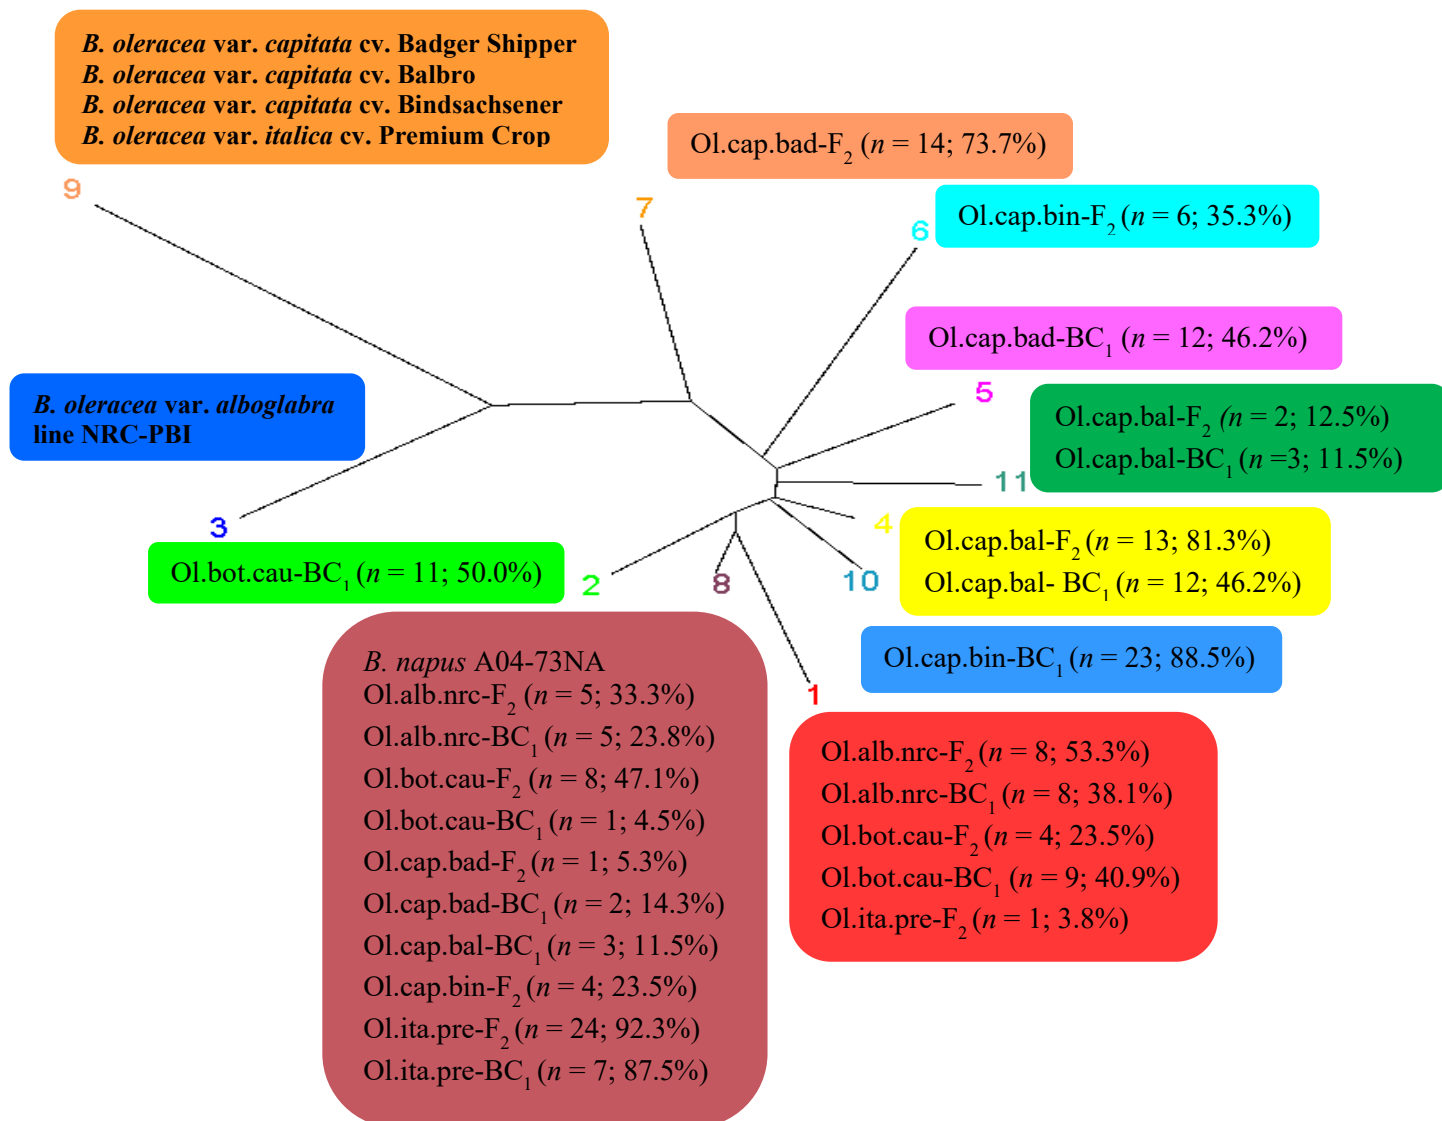 B. oleracea var. capitata cv. Badger Shipper
B. oleracea var. capitata cv. Balbro
B. oleracea var. capitata cv. Bindsachsener
B. oleracea var. italica cv. Premium Crop
9
7
Ol.cap.bad-F2 (n = 14; 73.7%)
6
Ol.cap.bin-F2 (n = 6; 35.3%)
Ol.cap.bad-BC1 (n = 12; 46.2%)
5
B. oleracea var. alboglabra
line NRC-PBI
3
Ol.cap.bal-F2 (n = 2; 12.5%)
Ol.cap.bal-BC1 (n =3; 11.5%)
11
4
Ol.cap.bal-F2 (n = 13; 81.3%)
Ol.cap.bal- BC1 (n = 12; 46.2%)
Ol.bot.cau-BC1 (n = 11; 50.0%)
2
8
10
Ol.cap.bin-BC1 (n = 23; 88.5%)
1
B. napus A04-73NA
Ol.alb.nrc-F2 (n = 5; 33.3%)
Ol.alb.nrc-BC1 (n = 5; 23.8%)
Ol.bot.cau-F2 (n = 8; 47.1%)
Ol.bot.cau-BC1 (n = 1; 4.5%)
Ol.cap.bad-F2 (n = 1; 5.3%)
Ol.cap.bad-BC1 (n = 2; 14.3%)
Ol.cap.bal-BC1 (n = 3; 11.5%)
Ol.cap.bin-F2 (n = 4; 23.5%)
Ol.ita.pre-F2 (n = 24; 92.3%)
Ol.ita.pre-BC1 (n = 7; 87.5%)
Ol.alb.nrc-F2 (n = 8; 53.3%)
Ol.alb.nrc-BC1 (n = 8; 38.1%)
Ol.bot.cau-F2 (n = 4; 23.5%)
Ol.bot.cau-BC1 (n = 9; 40.9%)
Ol.ita.pre-F2 (n = 1; 3.8%)